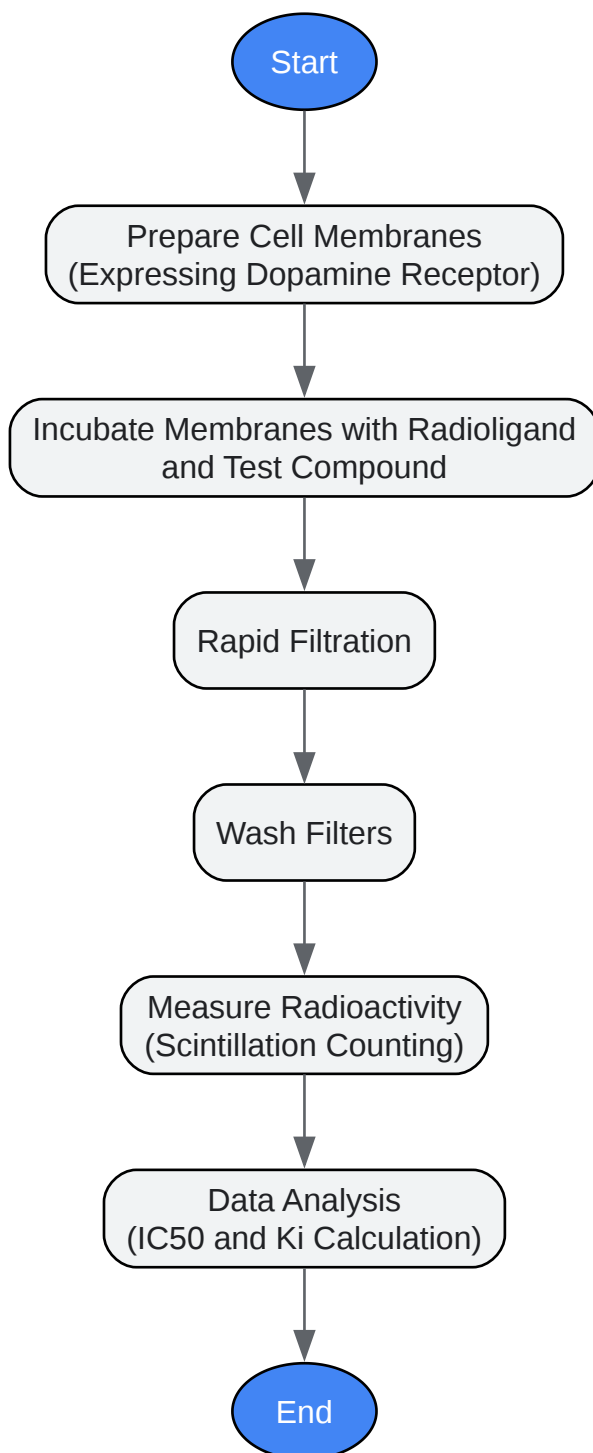 Start
Prepare Cell Membranes
(Expressing Dopamine Receptor)
Incubate Membranes with Radioligand
and Test Compound
Rapid Filtration
Wash Filters
Measure Radioactivity
(Scintillation Counting)
Data Analysis
(IC50 and Ki Calculation)
End